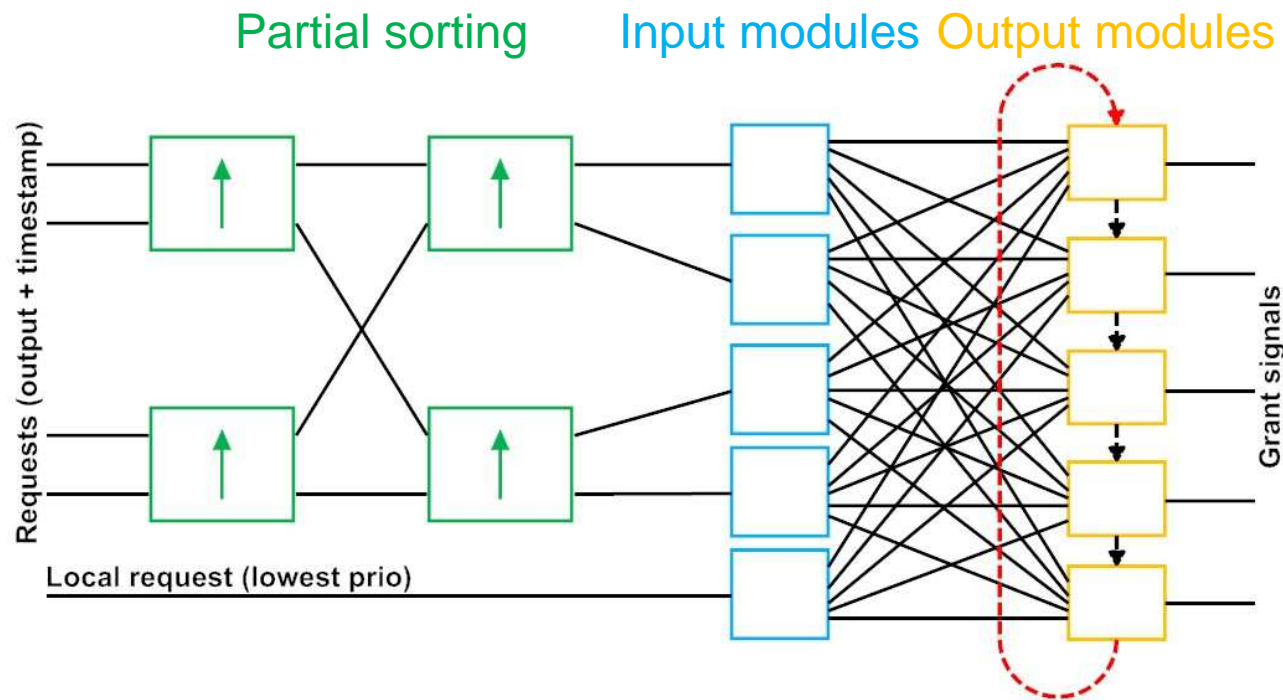 Partial sorting
Input modules
Output modules
Requests (output + timestamp)
Local request (lowest prio)
Grant signals